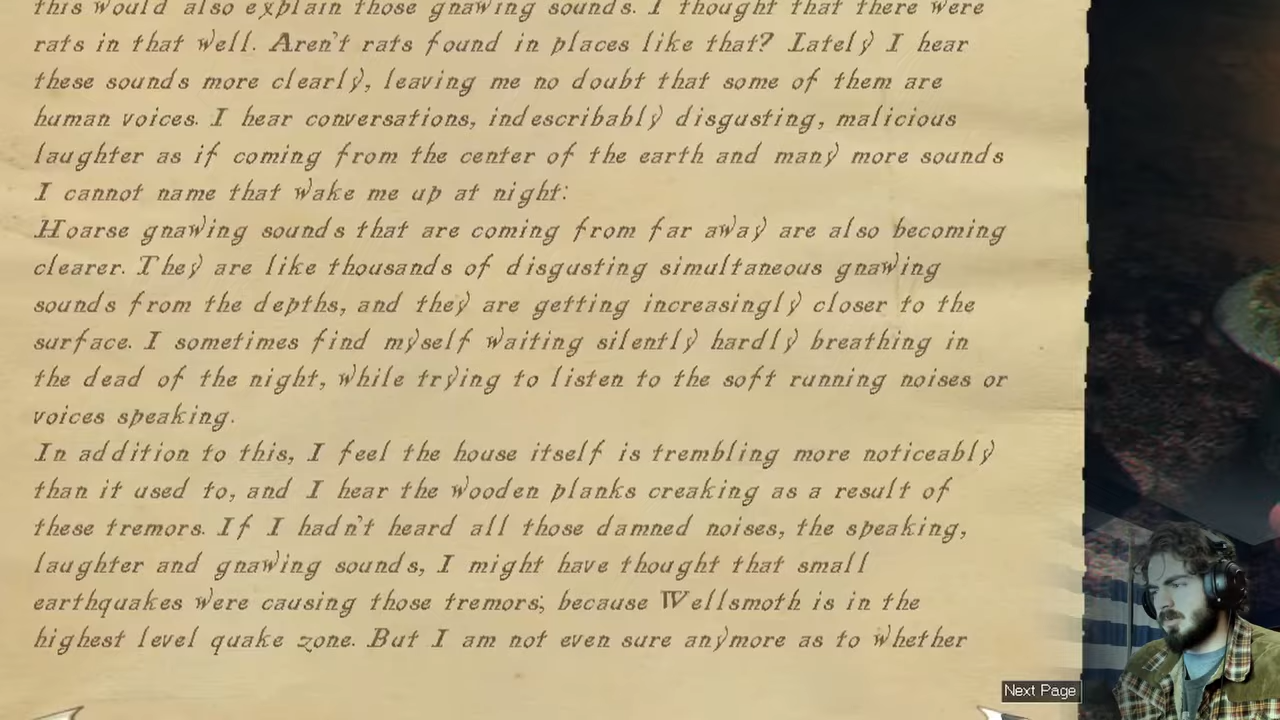 this would also explain those gnawing sounds. I thought that there were
rats in that well. Aren't rats found in places like that? Lately I hear
these sounds more clearly, leaving me no doubt that some of them are
human voices. I hear conversations, indescribably disgusting, malicious
laughter as if coming from the center of the earth and many more sounds
I cannot name that wake me up at night:
Hoarse gnawing sounds that are coming from far away are also becoming
clearer. They are like thousands of disgusting simultaneous gnawing
sounds from the depths, and they are getting increasingly closer to the
surface. I sometimes find myself waiting silently hardly breathing in
the dead of the night, while trying to listen to the soft running noises or
voices speaking.
In addition to this, I feel the house itself is trembling more noticeably
than it used to, and I hear the wooden planks creaking as a result of
these tremors. If I hadn't heard all those damned noises, the speaking,
laughter and gnawing sounds, I might have thought that small
earthquakes were causing those tremors; because Wellsmoth is in the
highest level quake zone. But I am not even sure anymore as to whether
Next Page